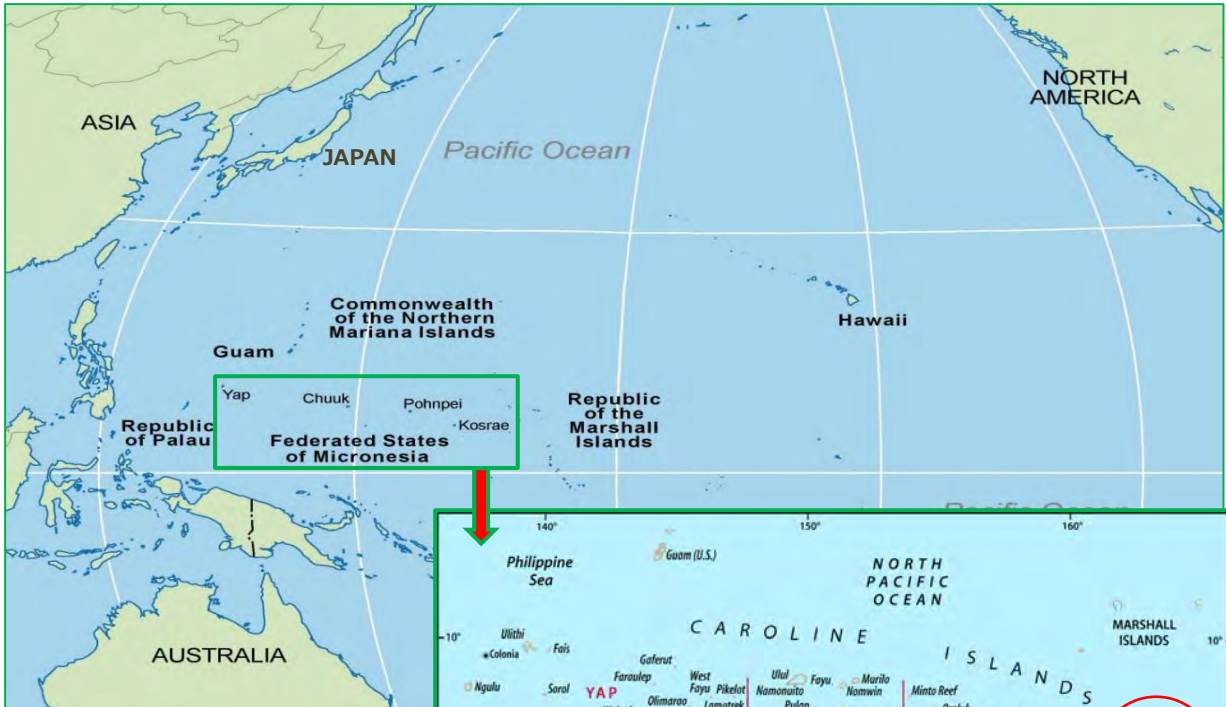 NORTH
AMERICA
ASIA
JAPAN
Pacific Ocean
Commonwealth
of the Northern
Mariana Islands
Hawaii
Guam
Yap
Chuuk
Pohnpei
Kosrae
Republic
of Palau
Federated States
of Micronesia
Republic
of the
Marshall
Islands
AUSTRALIA
140°
150°
160°
Philippine
Sea
Guam (U.S.)
NORTH
PACIFIC
OCEAN
MARSHALL
ISLANDS
10°
10°
CAROLINE ISLANDS
Ulithi
Colonia
Fais
Gaferut
Ngulu
Sorol
YAP
Faraulep
West
Fayu
Pikelot
Olimarao
Lamotrek
Ulul
Namonuito
Fayu
Murilo
Nomwin
Minto Reef